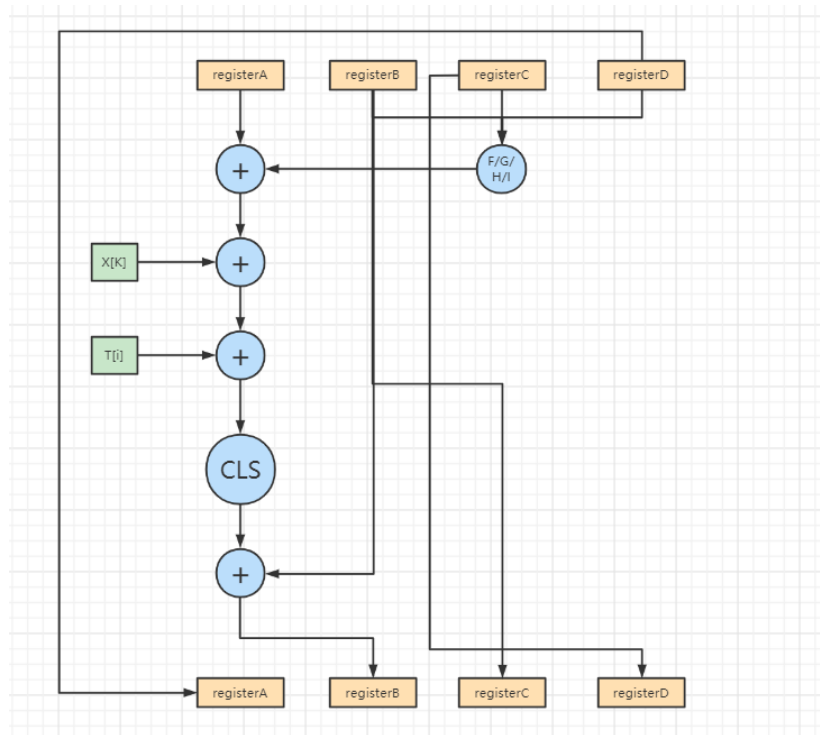 registerA
registerB
registerC
registerD
+
F/G/
H/I
X[K]
+
T[i]
+
CLS
+
registerA
registerB
registerC
registerD